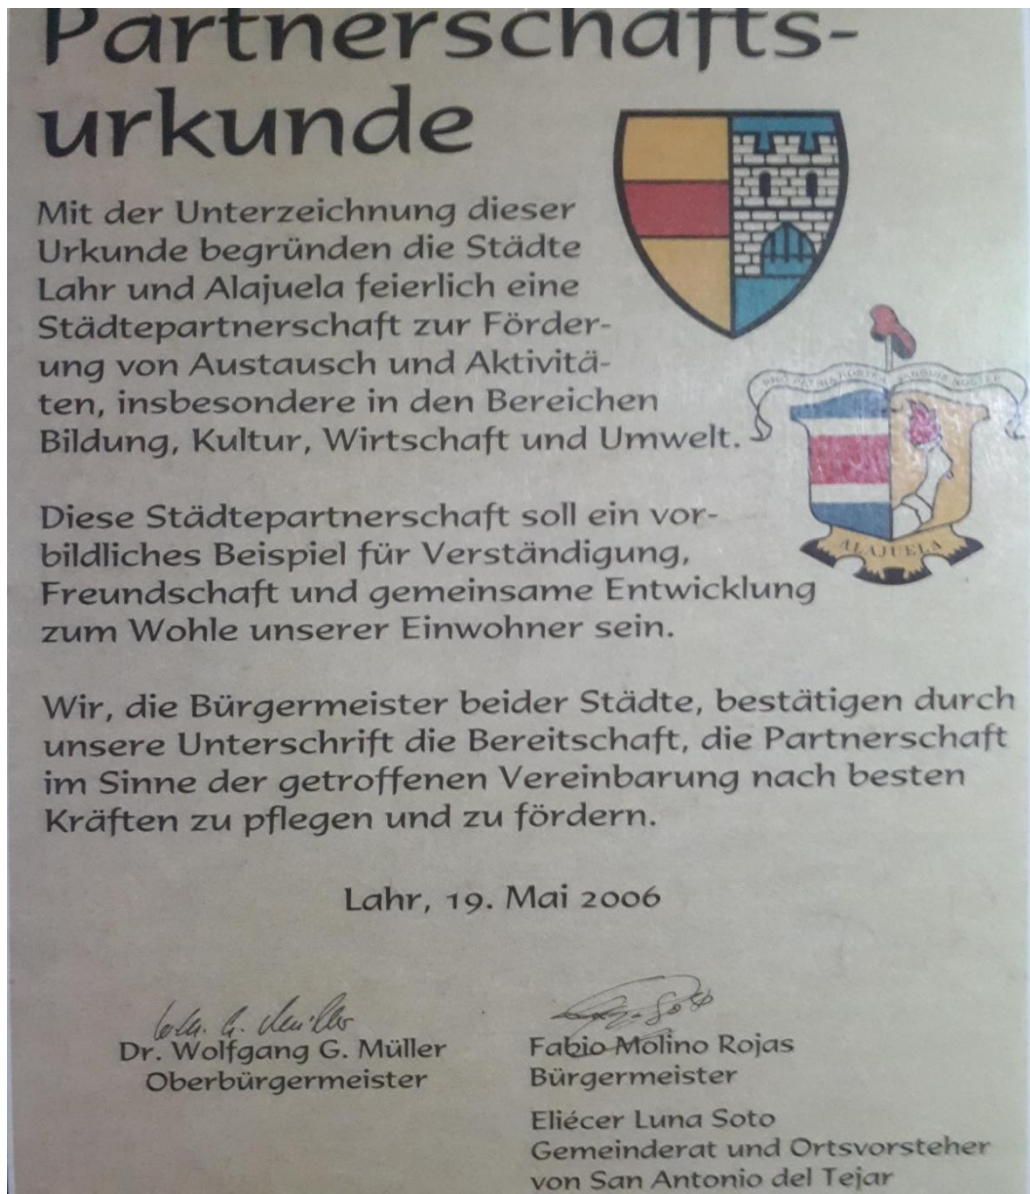 Partnerschafts-
urkunde
Mit der Unterzeichnung dieser
Urkunde begründen die Städte
Lahr und Alajuela feierlich eine
Städtepartnerschaft zur Förder-
ung von Austausch und Aktivitä-
ten, insbesondere in den Bereichen
Bildung, Kultur, Wirtschaft und Umwelt.
ALAJUELA
Diese Städtepartnerschaft soll ein vor-
bildliches Beispiel für Verständigung,
Freundschaft und gemeinsame Entwicklung
zum Wohle unserer Einwohner sein.
Wir, die Bürgermeister beider Städte, bestätigen durch
unsere Unterschrift die Bereitschaft, die Partnerschaft
im Sinne der getroffenen Vereinbarung nach besten
Kräften zu pflegen und zu fördern.
Lahr, 19. Mai 2006
Dr. Wolfgang G. Müller
Oberbürgermeister
Fabio Molino Rojas
Bürgermeister
Eliécer Luna Soto
Gemeinderat und Ortsvorsteher
von San Antonio del Tejar